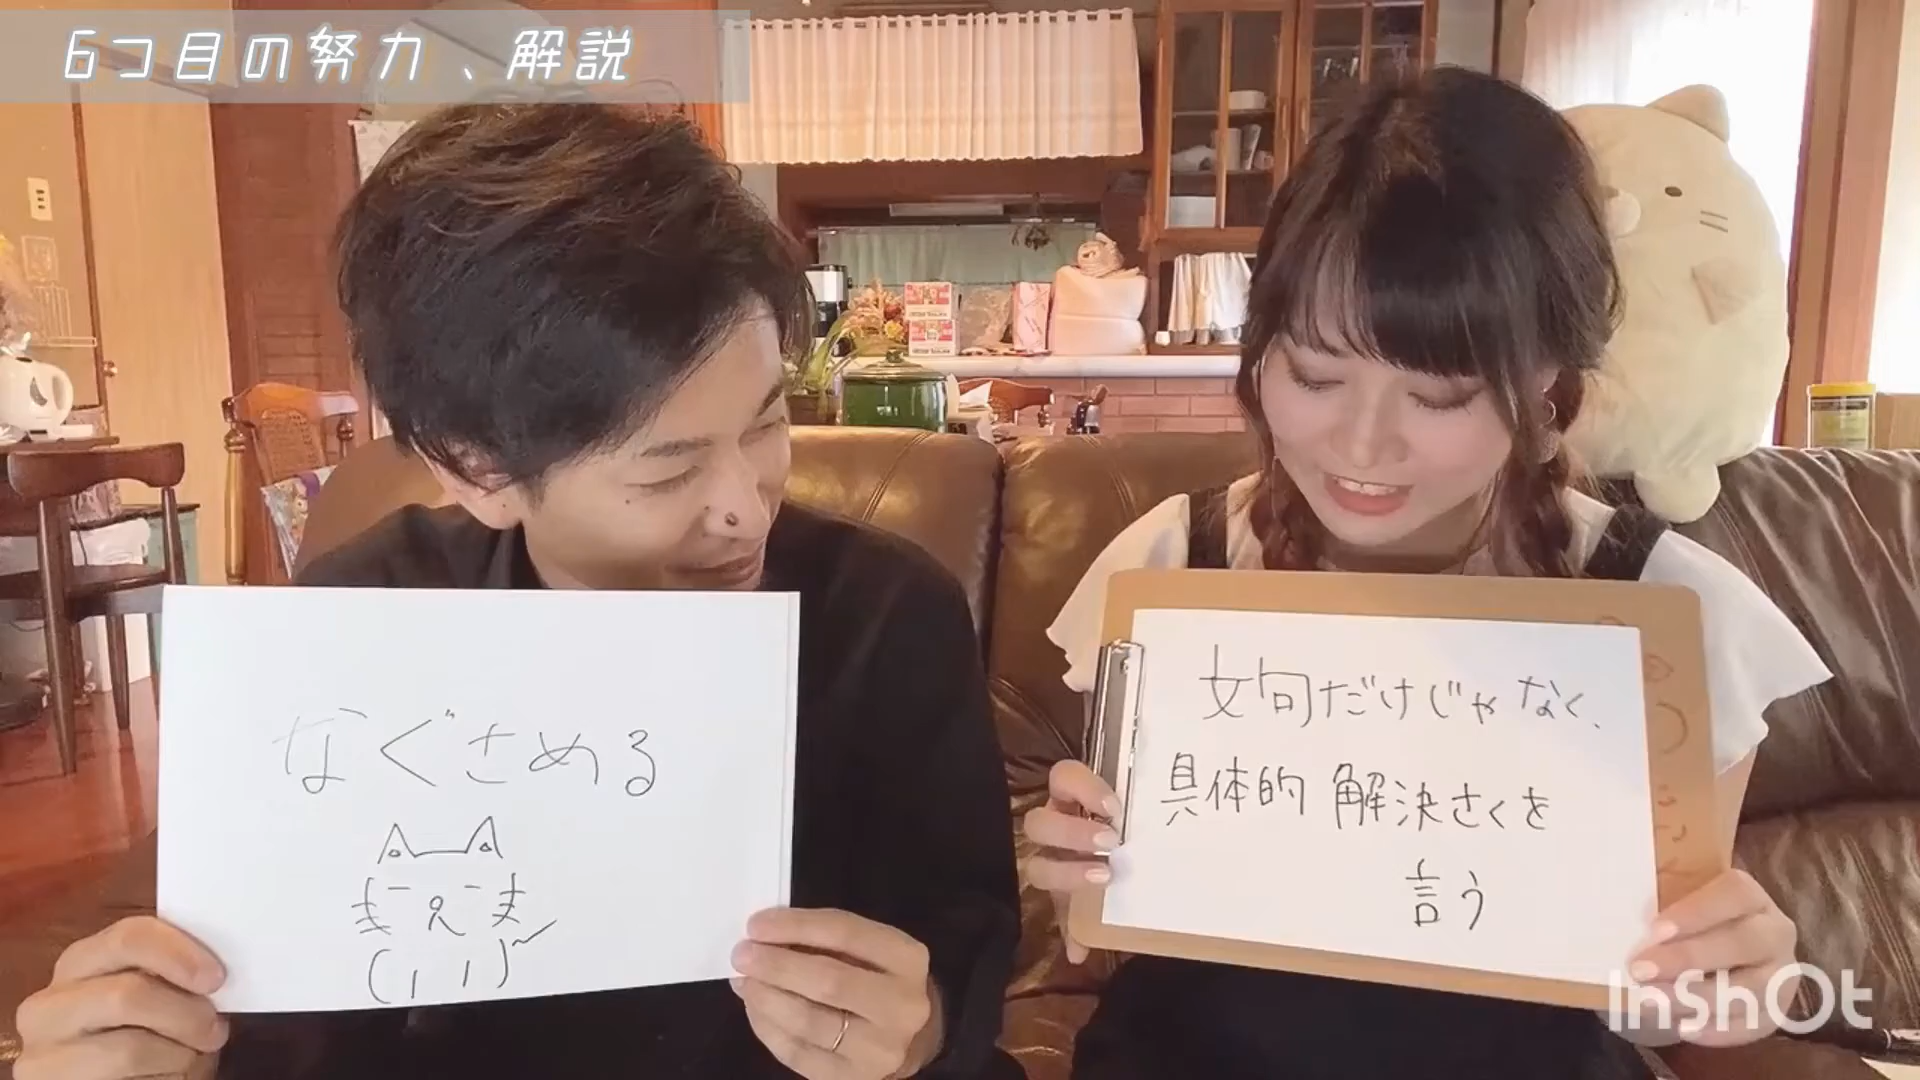 6つ目の努力、解説
なぐさめる
文句だけじゃなく、
具体的 解決さくを
言う
InShOt